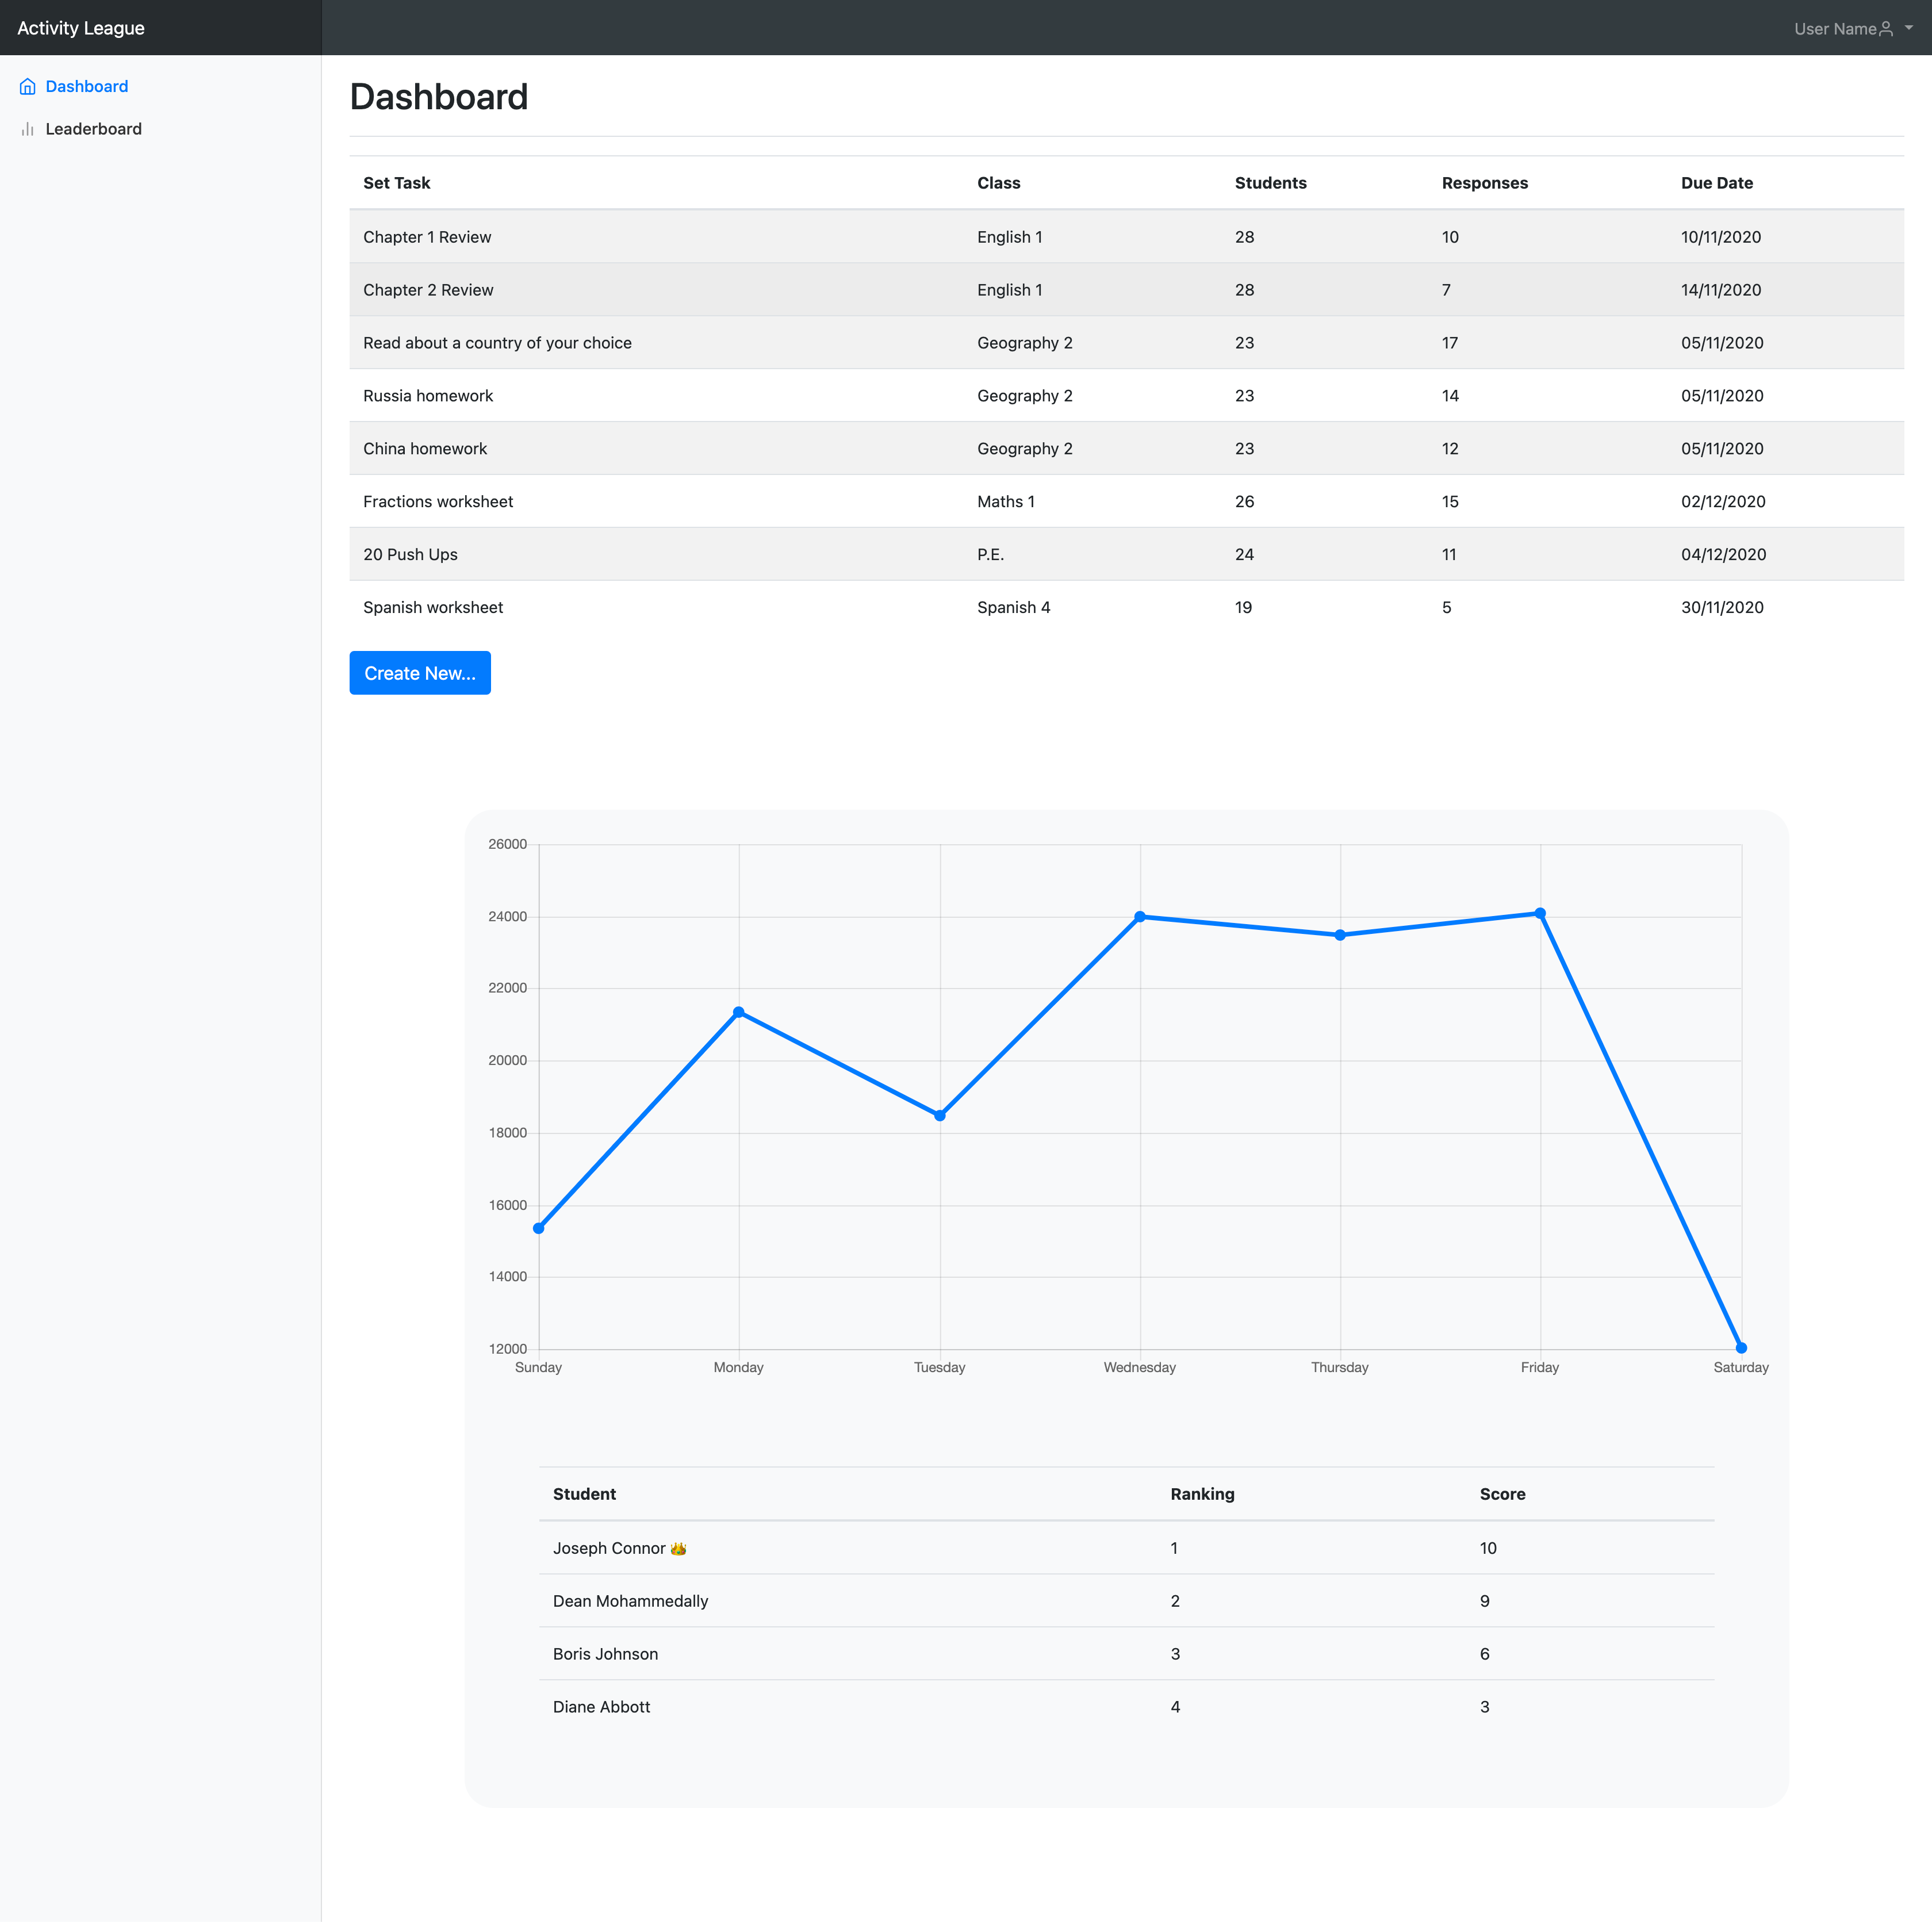 Activity League
User Name
Dashboard
Leaderboard
Dashboard
Set Task Class Students Responses Due Date
Chapter 1 Review English 1 28 10 10/11/2020
Chapter 2 Review English 1 28 7 14/11/2020
Read about a country of your choice Geography 2 23 17 05/11/2020
Russia homework Geography 2 23 14 05/11/2020
China homework Geography 2 23 12 05/11/2020
Fractions worksheet Maths 1 26 15 02/12/2020
20 Push Ups P.E. 24 11 04/12/2020
Spanish worksheet Spanish 4 19 5 30/11/2020
Create New...
26000
24000
22000
20000
18000
16000
14000
12000
Sunday Monday Tuesday Wednesday Thursday Friday Saturday
Student Ranking Score
Joseph Connor 👑 1 10
Dean Mohammedally 2 9
Boris Johnson 3 6
Diane Abbott 4 3